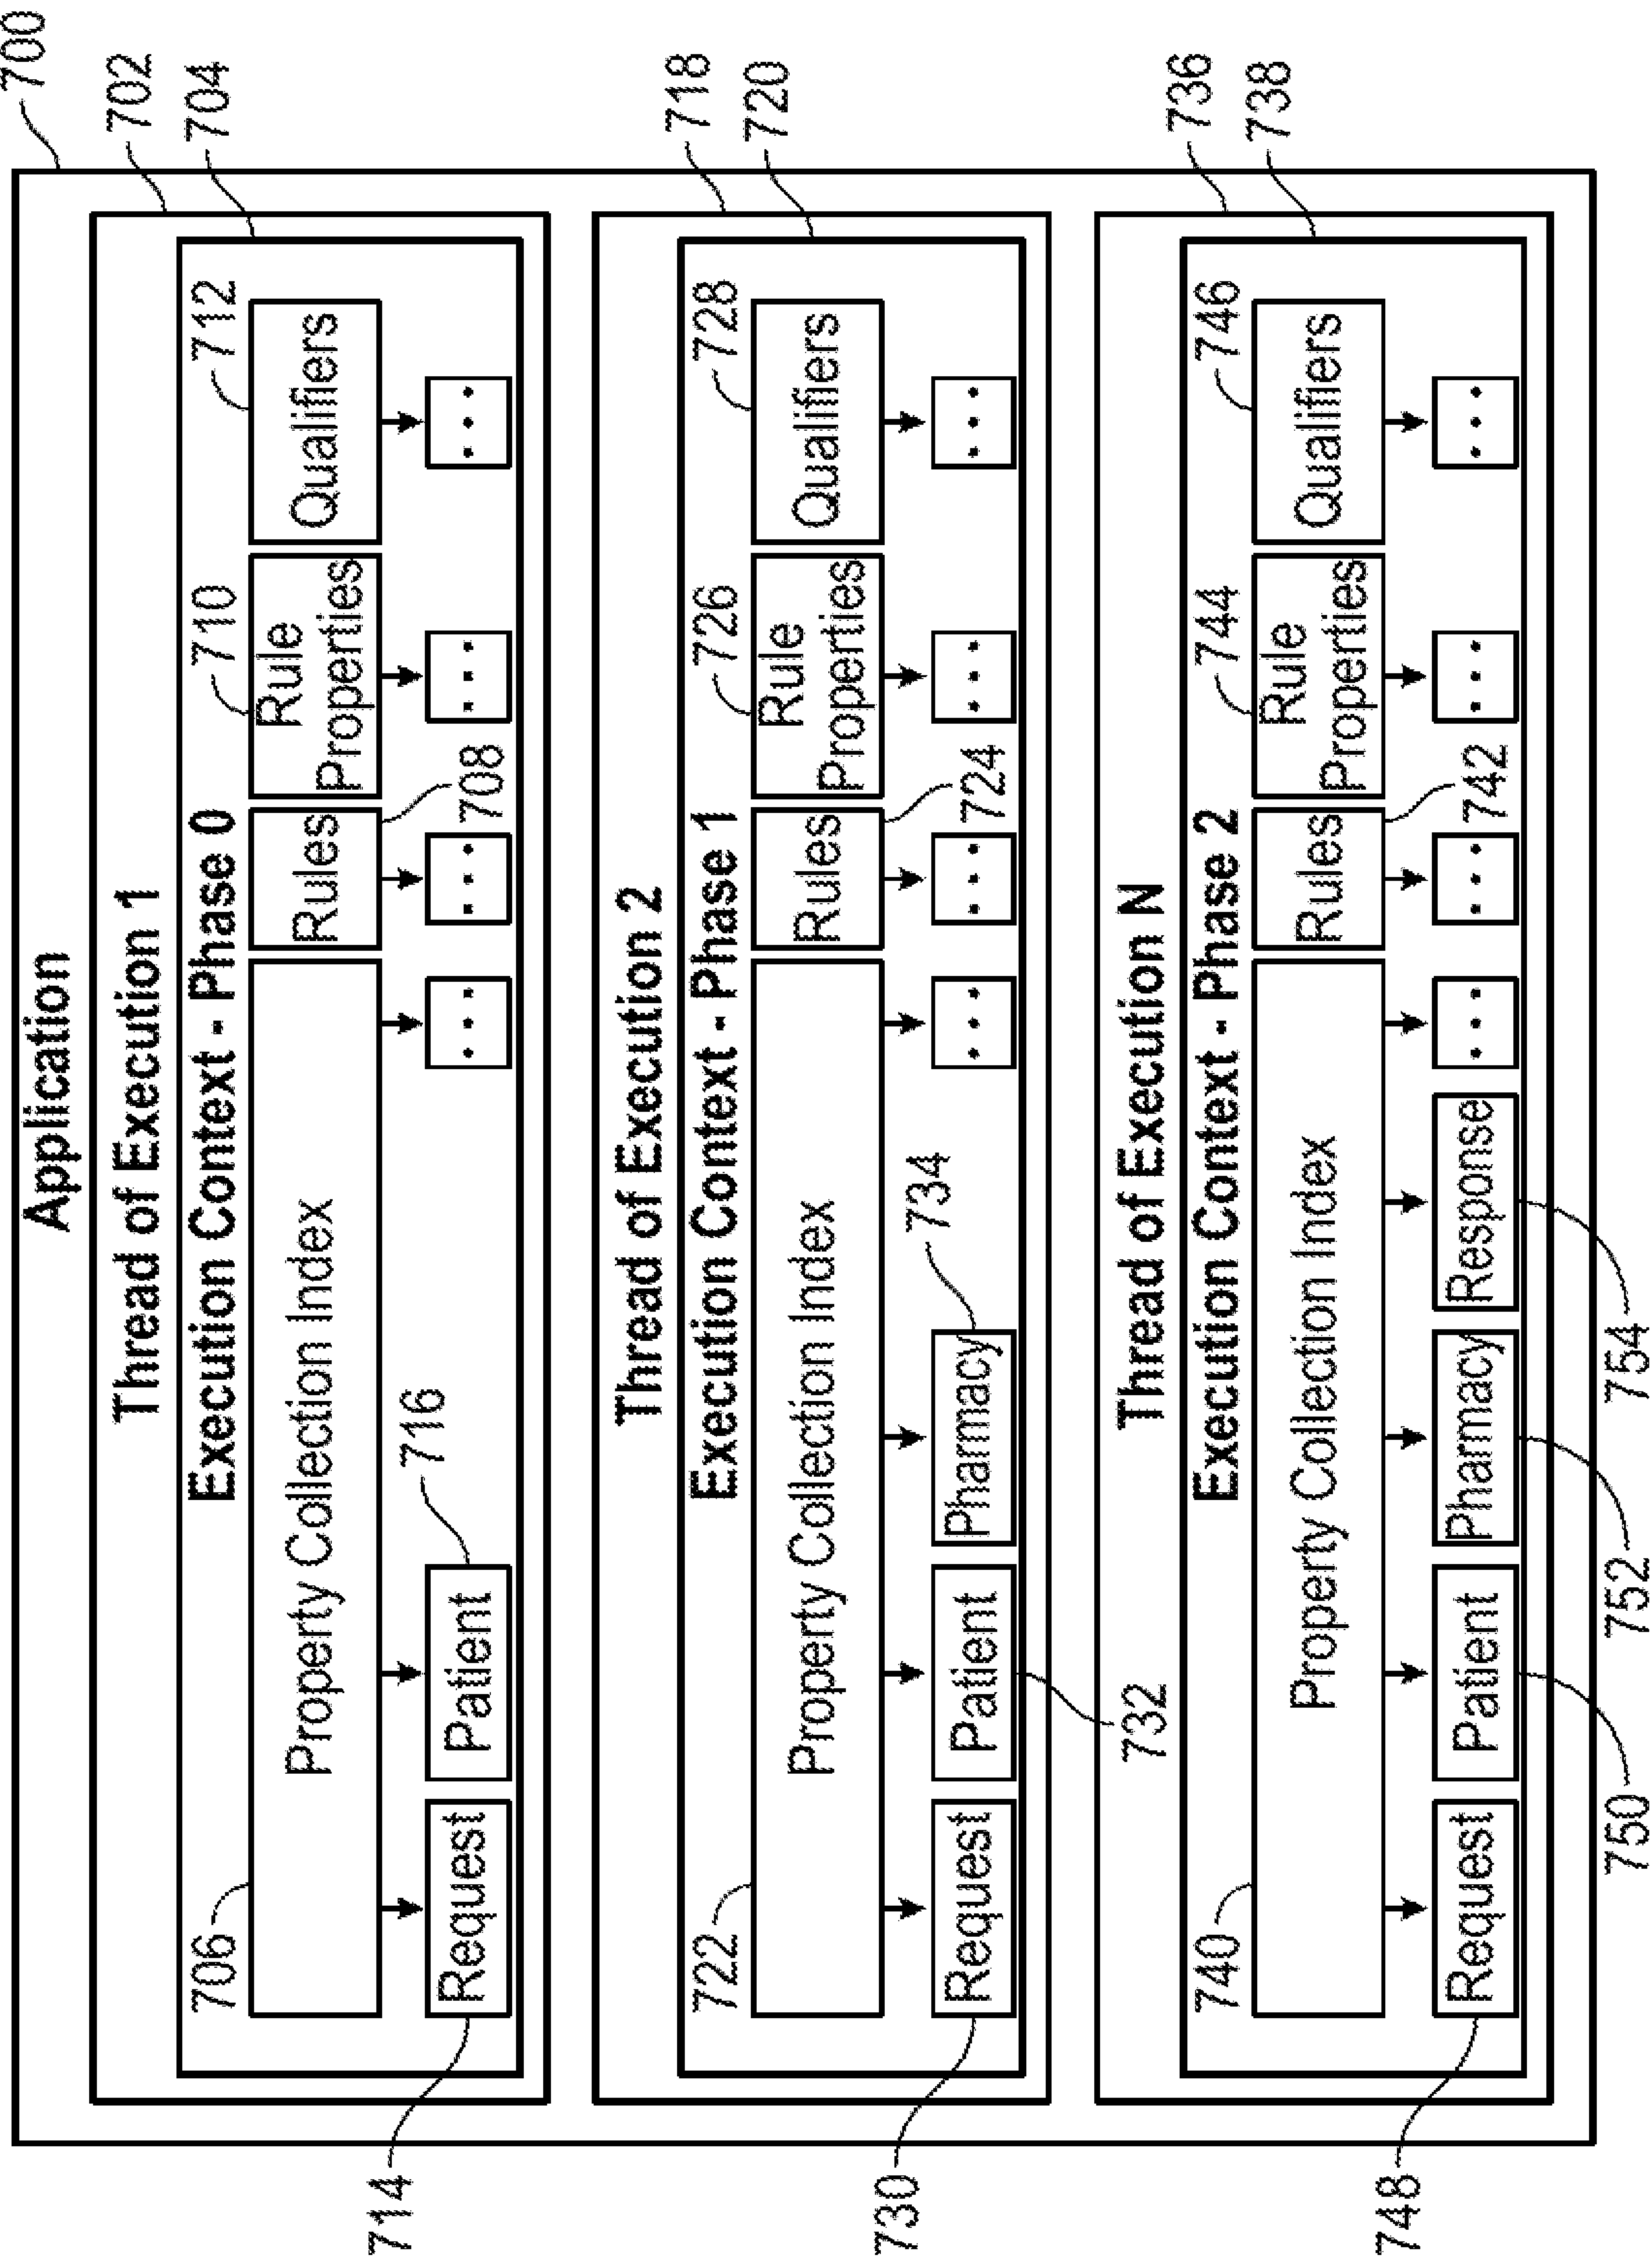 700
Application
702
Thread of Execution 1
704
Execution Context - Phase 0
706
710
712
Property Collection Index
Rules
Rule
Properties
Qualifiers
716
708
714
Request
Patient
...
...
...
...
718
Thread of Execution 2
720
Execution Context - Phase 1
722
726
728
Property Collection Index
Rules
Rule
Properties
Qualifiers
734
724
730
Request
Patient
Pharmacy
...
...
...
...
732
736
Thread of Execution N
738
Execution Context - Phase 2
740
744
746
Property Collection Index
Rules
Rule
Properties
Qualifiers
742
748
Request
Patient
Pharmacy
Response
...
...
...
...
750
752
754